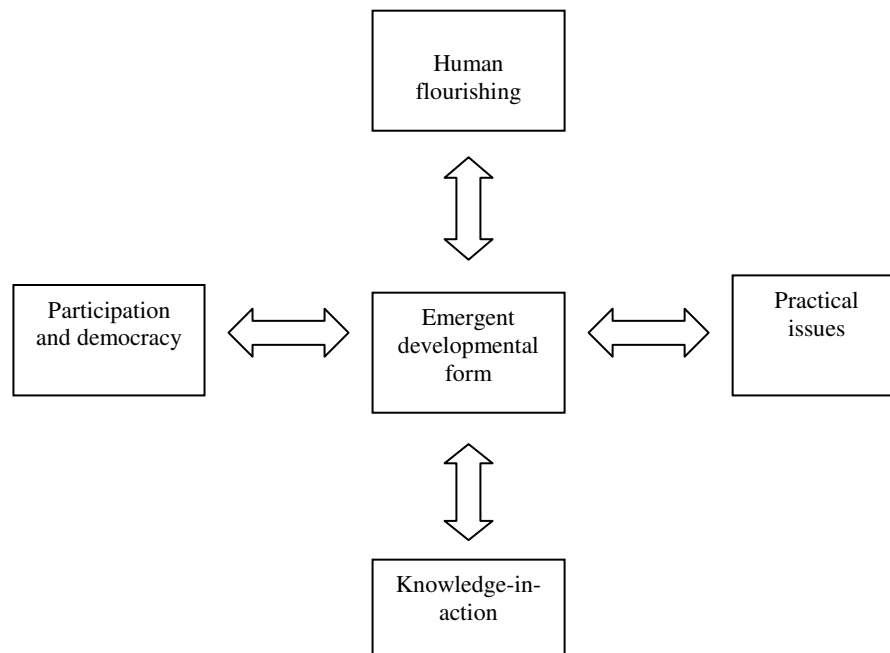 Human
flourishing
Participation
and democracy
Emergent
developmental
form
Practical
issues
Knowledge-in-
action